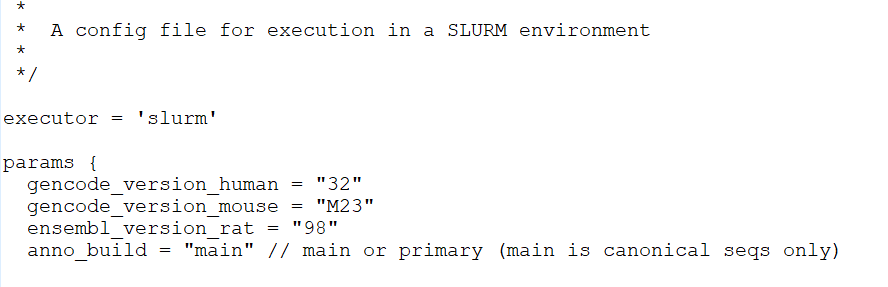 *
*  A config file for execution in a SLURM environment
*
*/
executor = 'slurm'
params {
gencode_version_human = "32"
gencode_version_mouse = "M23"
ensembl_version_rat = "98"
anno_build = "main" // main or primary (main is canonical seqs only)